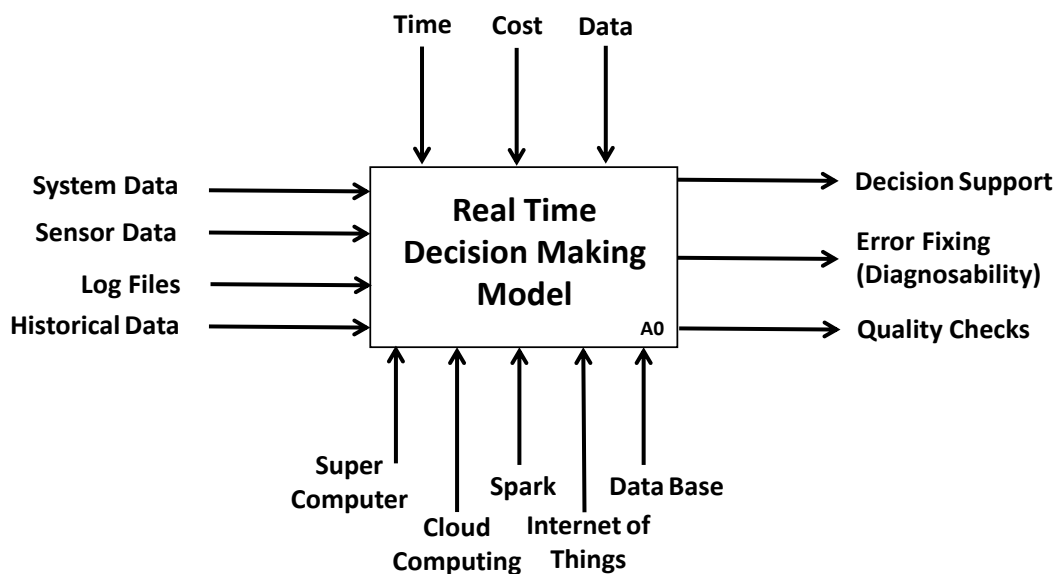 Time
Cost
Data
System Data
Sensor Data
Log Files
Historical Data
Real Time
Decision Making
Model
A0
Decision Support
Error Fixing
(Diagnosability)
Quality Checks
Super
Computer
Cloud
Computing
Spark
Internet of
Things
Data Base